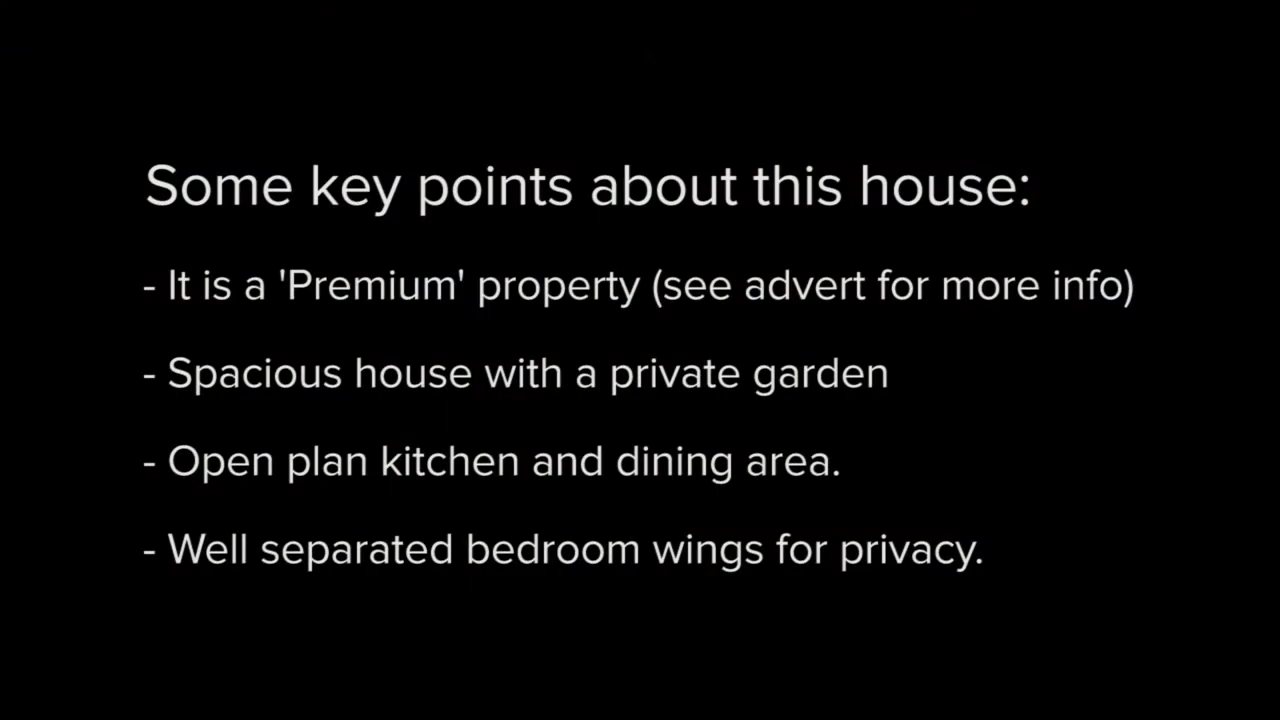 Some key points about this house:
- It is a 'Premium' property (see advert for more info)
- Spacious house with a private garden
- Open plan kitchen and dining area.
- Well separated bedroom wings for privacy.